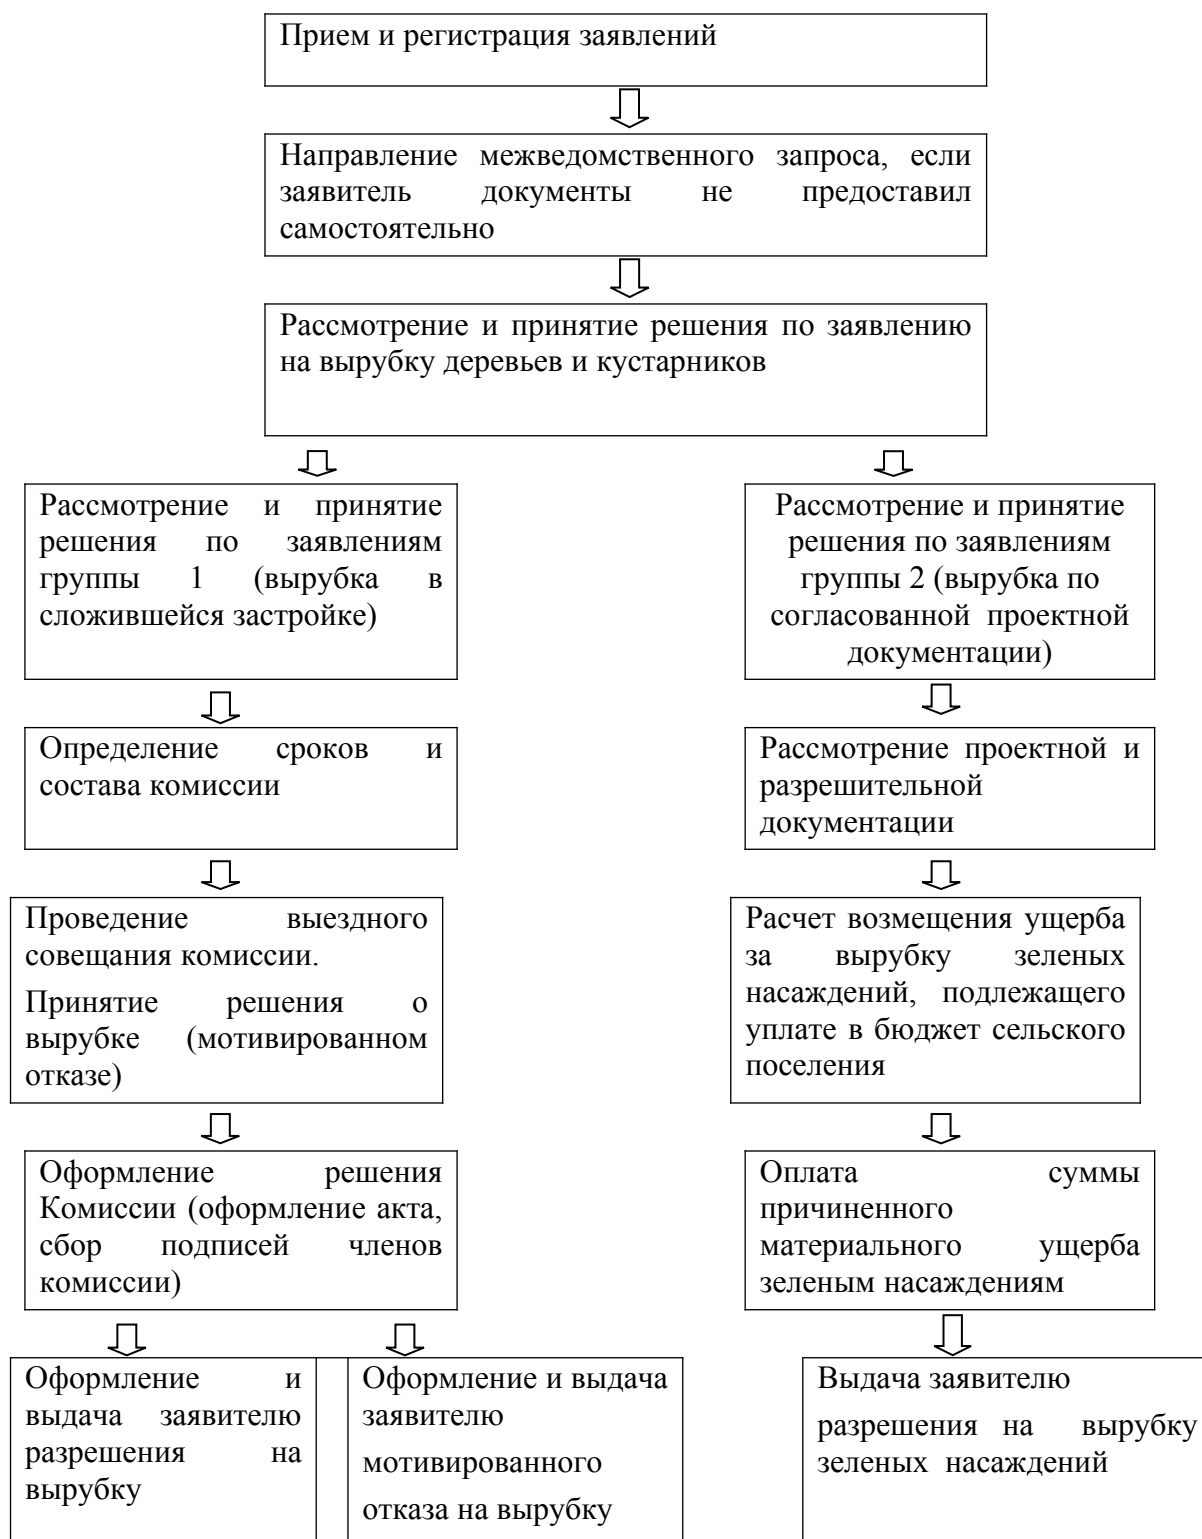 Прием и регистрация заявлений
Направление межведомственного запроса, если
заявитель документы не предоставил
самостоятельно
Рассмотрение и принятие решения по заявлению
на вырубку деревьев и кустарников
Рассмотрение и принятие
решения по заявлениям
группы 1 (вырубка в
сложившейся застройке)
Рассмотрение и принятие
решения по заявлениям
группы 2 (вырубка по
согласованной проектной
документации)
Определение сроков и
состава комиссии
Рассмотрение проектной и
разрешительной
документации
Проведение выездного
совещания комиссии.
Принятие решения о
вырубке (мотивированном
отказе)
Расчет возмещения ущерба
за вырубку зеленых
насаждений, подлежащего
уплате в бюджет сельского
поселения
Оформление решения
Комиссии (оформление акта,
сбор подписей членов
комиссии)
Оплата суммы
причиненного
материального ущерба
зеленым насаждениям
Оформление и
выдача заявителю
разрешения на
вырубку
Оформление и выдача
заявителю
мотивированного
отказа на вырубку
Выдача заявителю
разрешения на вырубку
зеленых насаждений